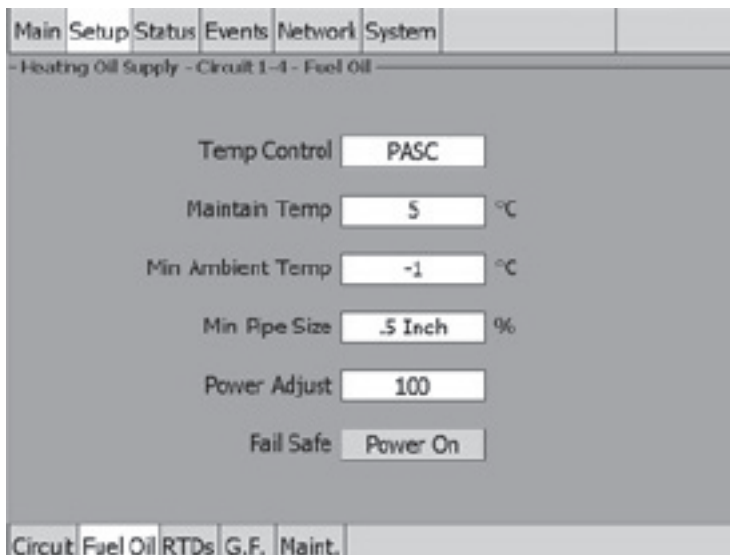 Main Setup Status Events Network System
- Heating Oil Supply - Circuit 1-4 - Fuel Oil
Temp Control PASC
Maintain Temp 5 °C
Min Ambient Temp -1 °C
Min Pipe Size .5 Inch %
Power Adjust 100
Fail Safe Power On
Circuit Fuel Oil RTDs G.F. Maint.